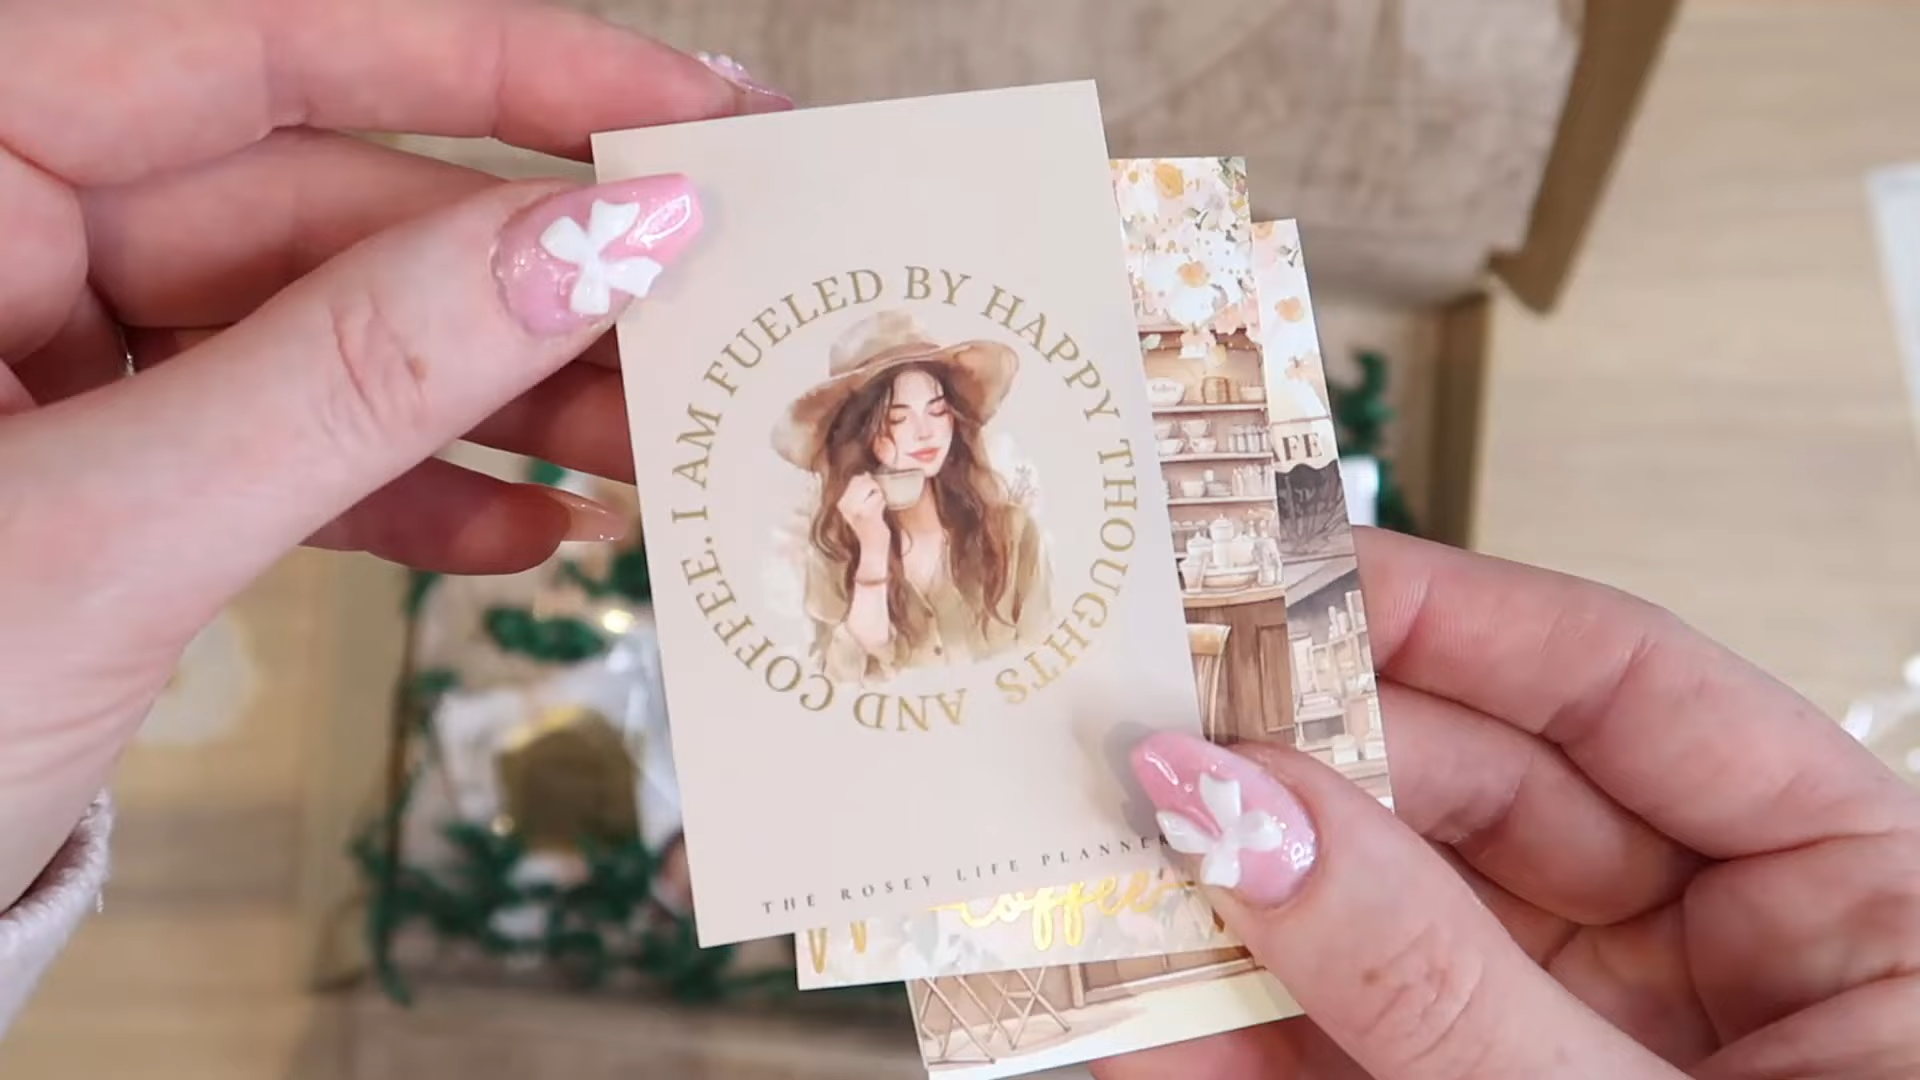 I AM FUELED BY HAPPY THOUGHTS AND COFFEE.
THE ROSEY LIFE PLANNER
coffee
AFE